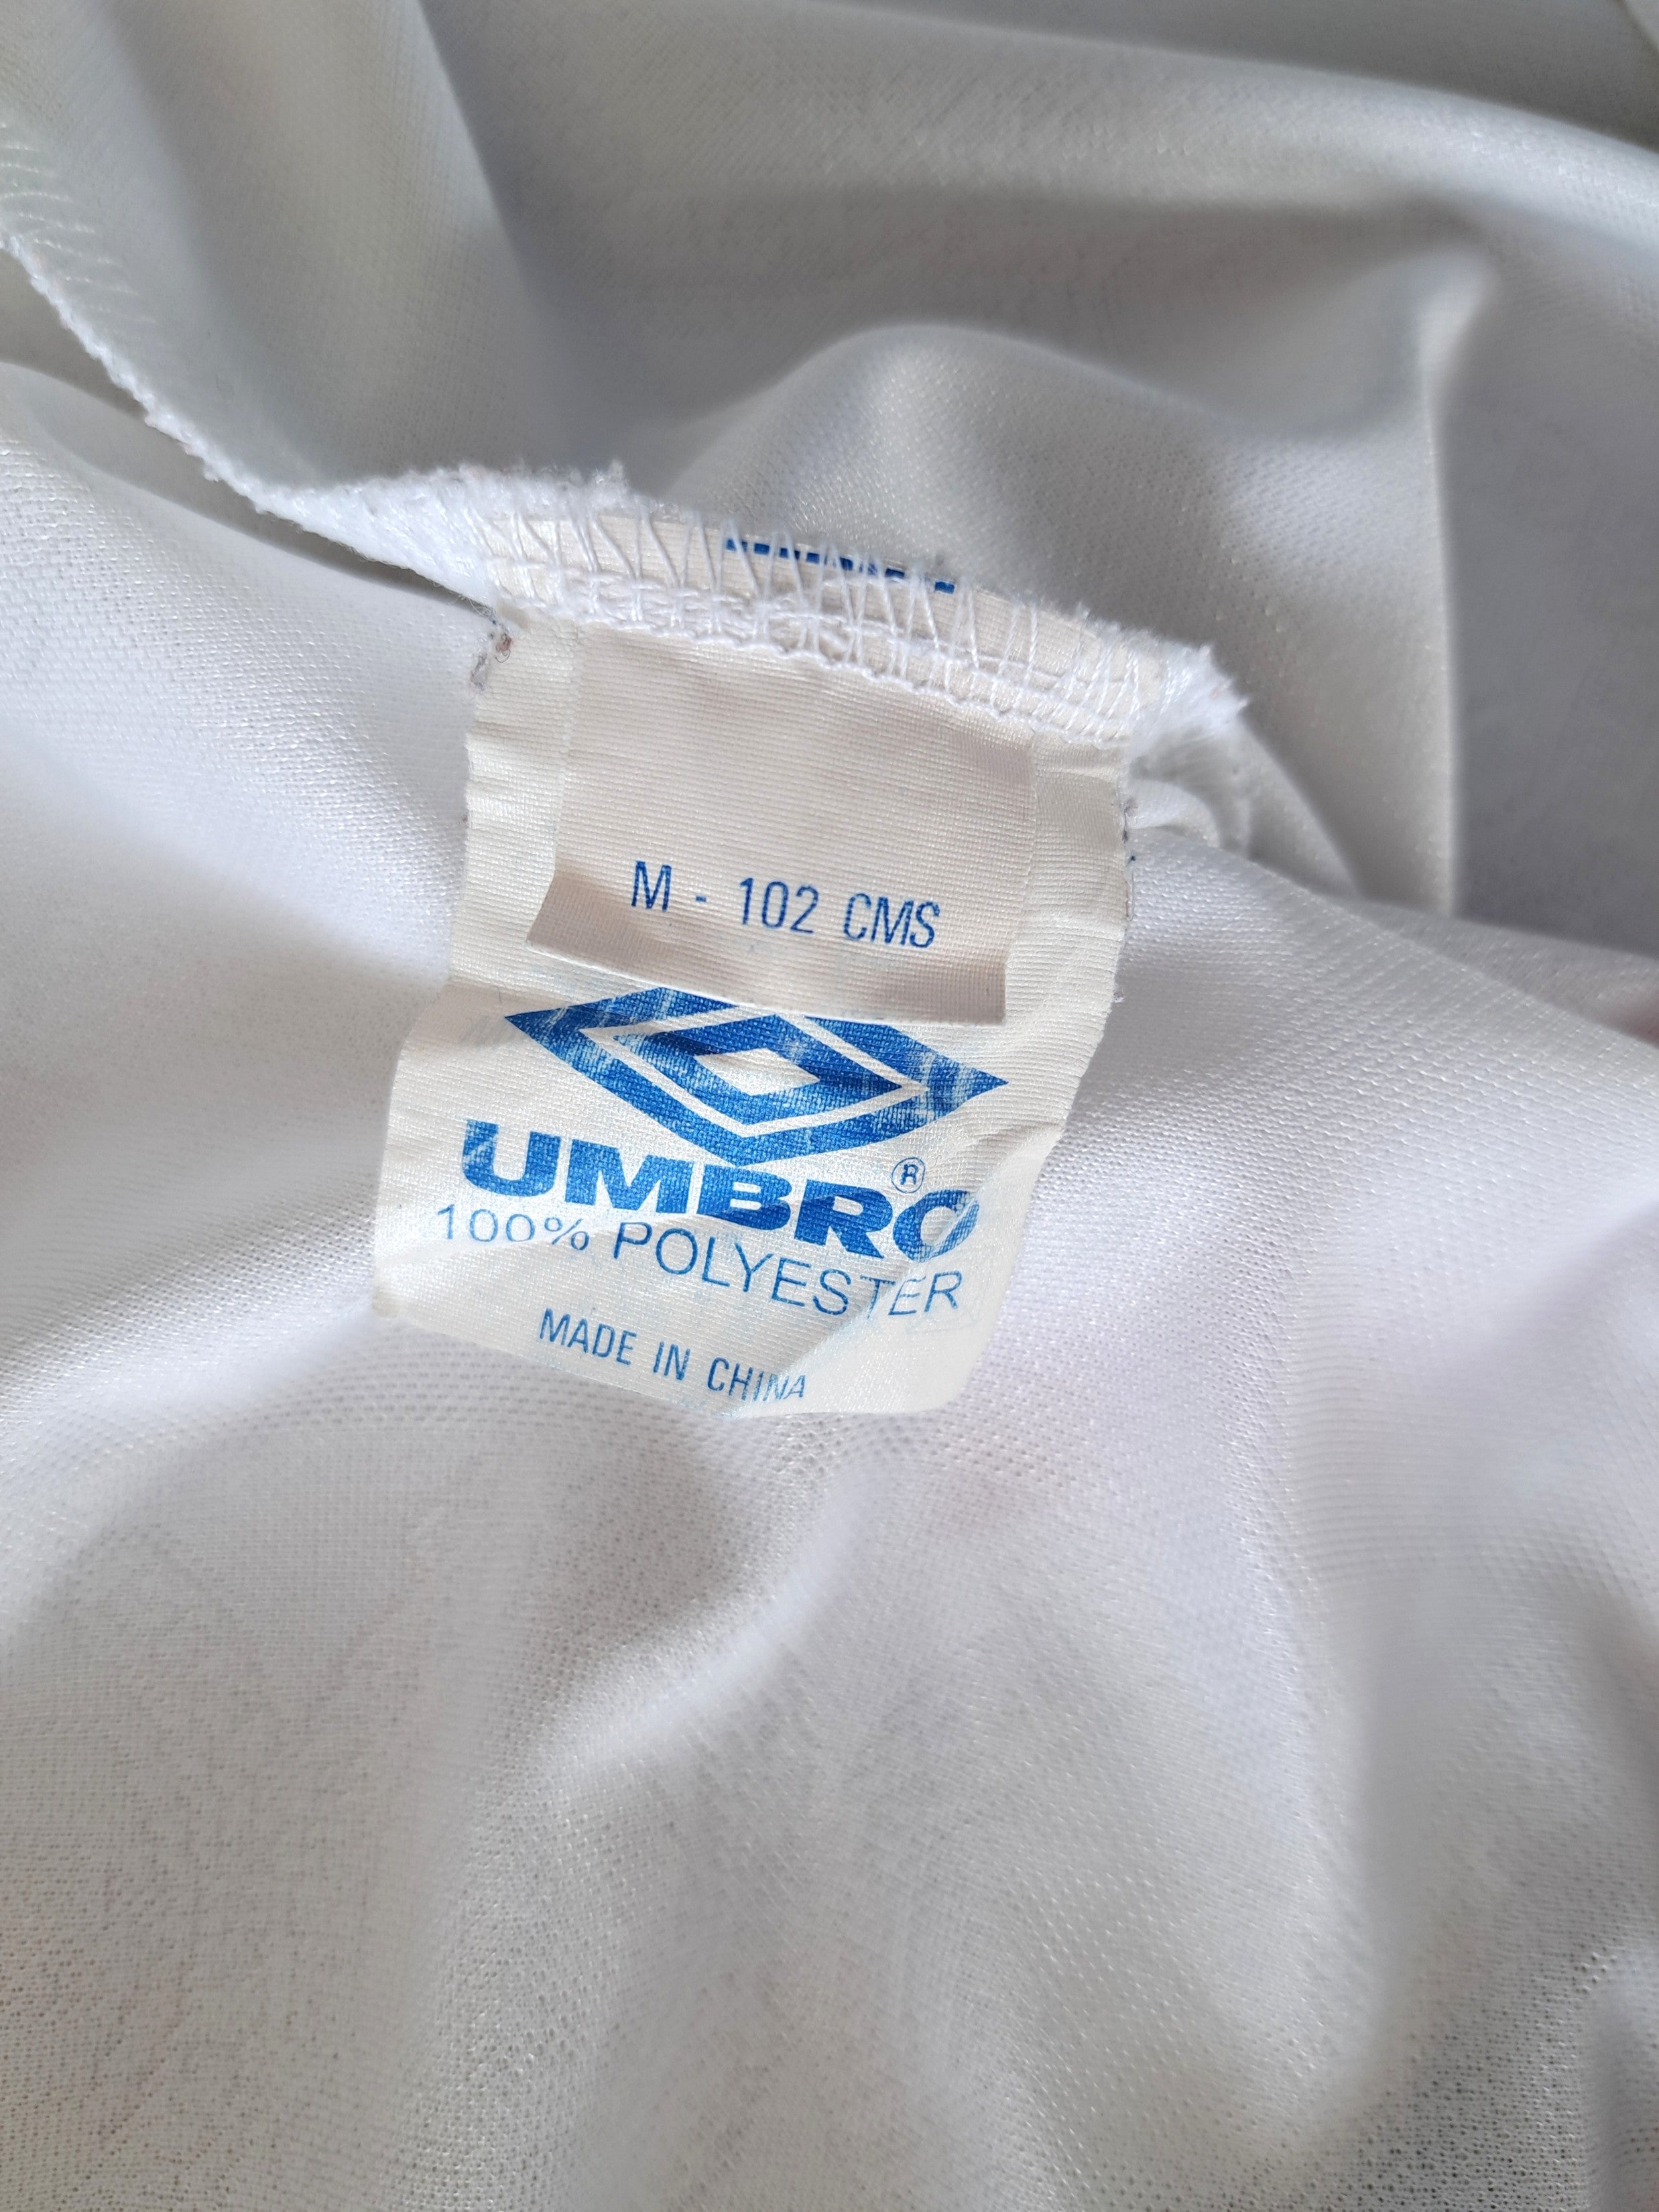 M - 102 CMS
UMBRO®
100% POLYESTER
MADE IN CHINA